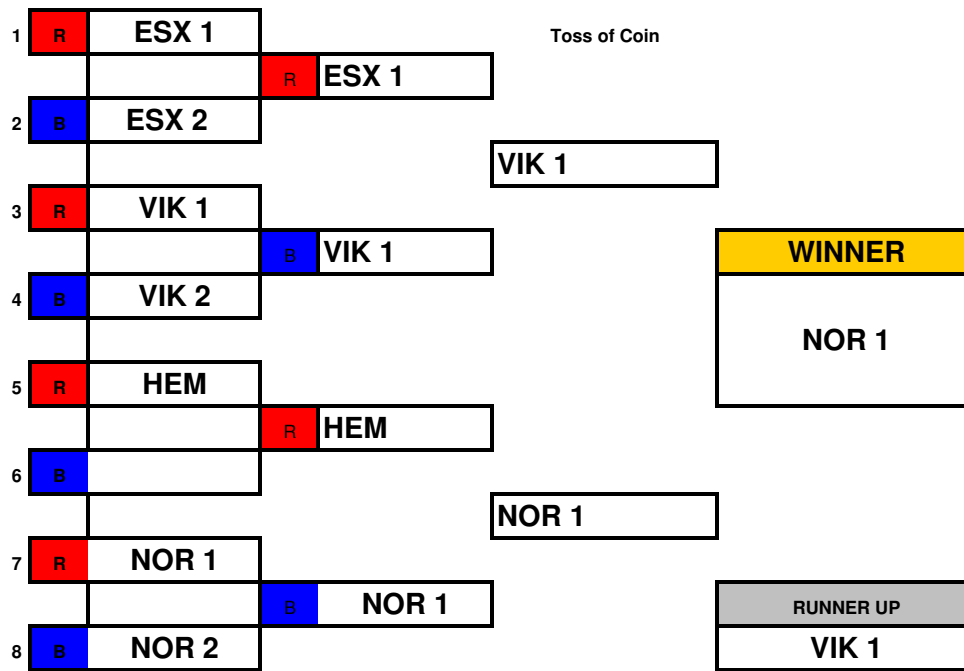 1 R ESX 1 Toss of Coin
R ESX 1
2 B ESX 2
VIK 1
3 R VIK 1
B VIK 1 WINNER
4 B VIK 2
NOR 1
5 R HEM
R HEM
6 B
NOR 1
7 R NOR 1
B NOR 1 RUNNER UP
8 B NOR 2 VIK 1